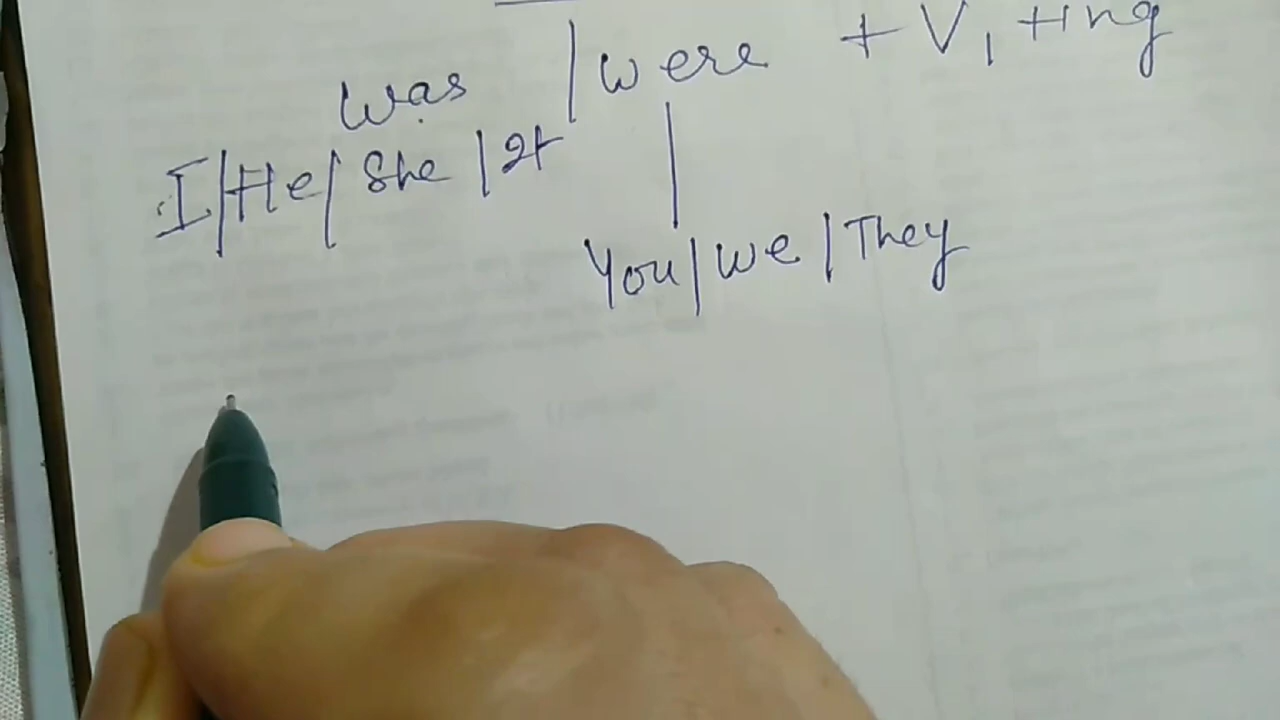 was | were + V1 + ing
I | He | She | It
You | we | They